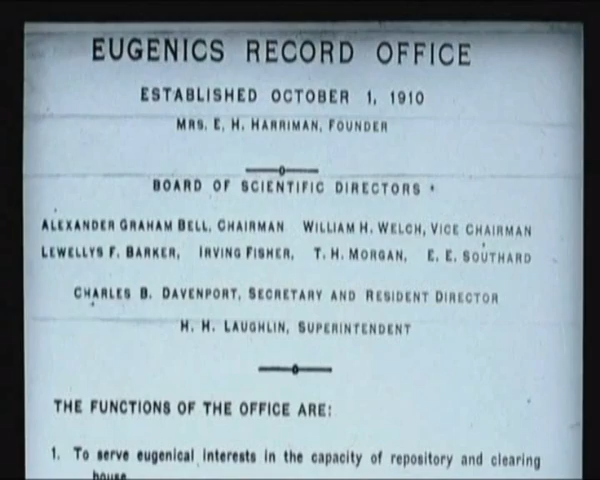 EUGENICS RECORD OFFICE
ESTABLISHED OCTOBER 1, 1910
MRS. E. H. HARRIMAN, FOUNDER
BOARD OF SCIENTIFIC DIRECTORS
ALEXANDER GRAHAM BELL, CHAIRMAN WILLIAM H. WELCH, VICE CHAIRMAN
LEWELLYS F. BARKER, IRVING FISHER, T. H. MORGAN, E. E. SOUTHARD
CHARLES B. DAVENPORT, SECRETARY AND RESIDENT DIRECTOR
H. H. LAUGHLIN, SUPERINTENDENT
THE FUNCTIONS OF THE OFFICE ARE:
1. To serve eugenical interests in the capacity of repository and clearing
house